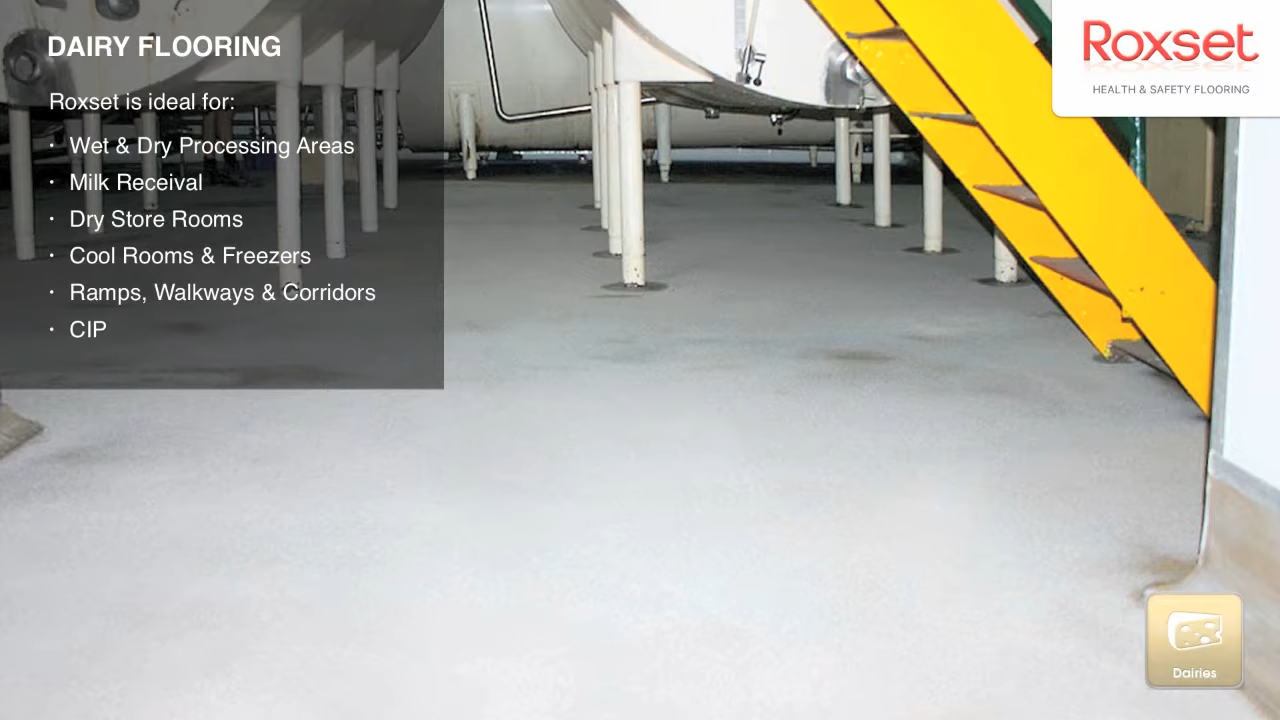 DAIRY FLOORING
Roxset is ideal for:
· Wet & Dry Processing Areas
· Milk Receival
· Dry Store Rooms
· Cool Rooms & Freezers
· Ramps, Walkways & Corridors
· CIP
Roxset
HEALTH & SAFETY FLOORING
Dairies